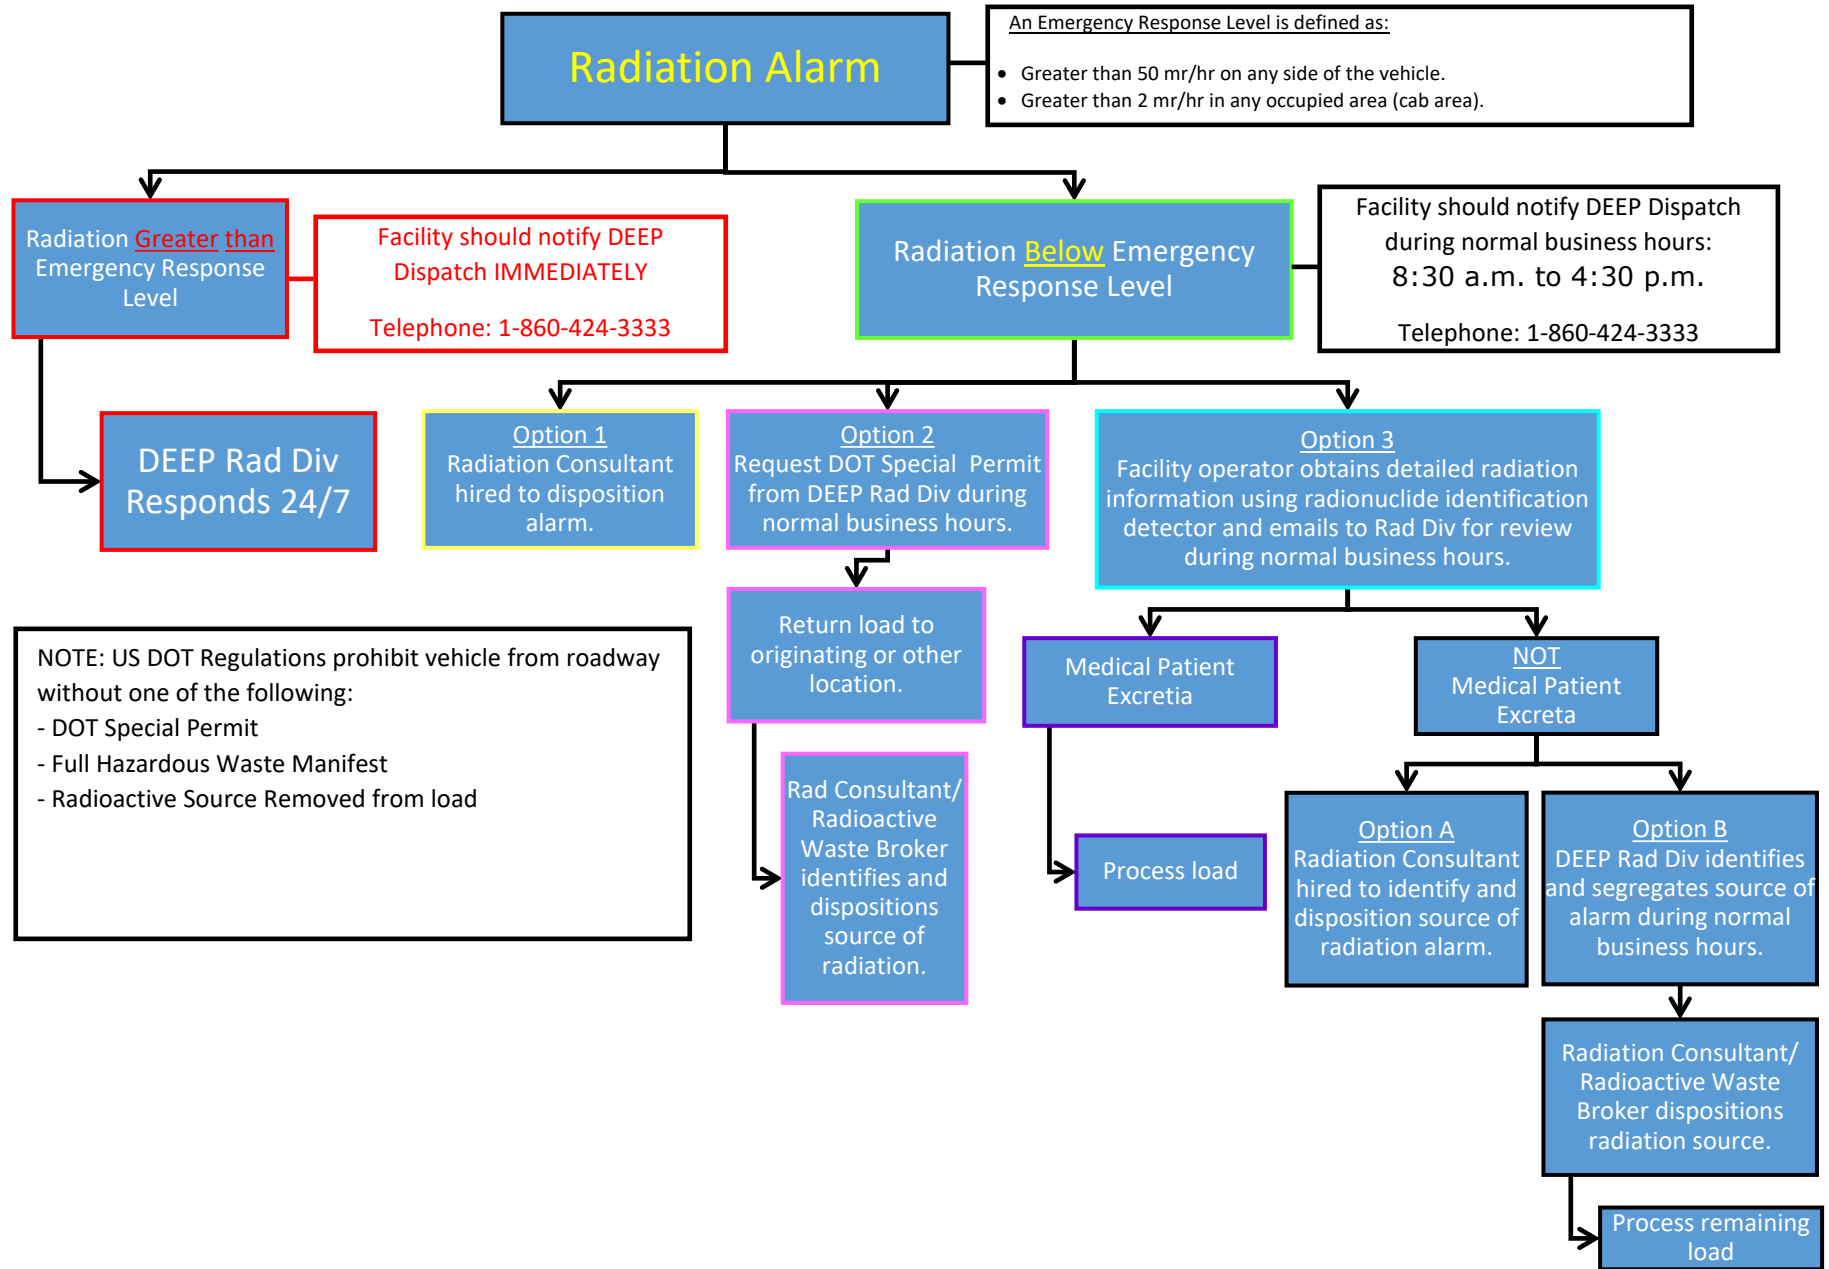 Radiation Alarm
An Emergency Response Level is defined as:
• Greater than 50 mr/hr on any side of the vehicle.
• Greater than 2 mr/hr in any occupied area (cab area).
Radiation Greater than
Emergency Response
Level
Facility should notify DEEP
Dispatch IMMEDIATELY
Telephone: 1-860-424-3333
Radiation Below Emergency
Response Level
Facility should notify DEEP Dispatch
during normal business hours:
8:30 a.m. to 4:30 p.m.
Telephone: 1-860-424-3333
DEEP Rad Div
Responds 24/7
Option 1
Radiation Consultant
hired to disposition
alarm.
Option 2
Request DOT Special Permit
from DEEP Rad Div during
normal business hours.
Option 3
Facility operator obtains detailed radiation
information using radionuclide identification
detector and emails to Rad Div for review
during normal business hours.
NOTE: US DOT Regulations prohibit vehicle from roadway
without one of the following:
- DOT Special Permit
- Full Hazardous Waste Manifest
- Radioactive Source Removed from load
Return load to
originating or other
location.
Medical Patient
Excretia
NOT
Medical Patient
Excreta
Rad Consultant/
Radioactive
Waste Broker
identifies and
dispositions
source of
radiation.
Process load
Option A
Radiation Consultant
hired to identify and
disposition source of
radiation alarm.
Option B
DEEP Rad Div identifies
and segregates source of
alarm during normal
business hours.
Radiation Consultant/
Radioactive Waste
Broker dispositions
radiation source.
Process remaining
load